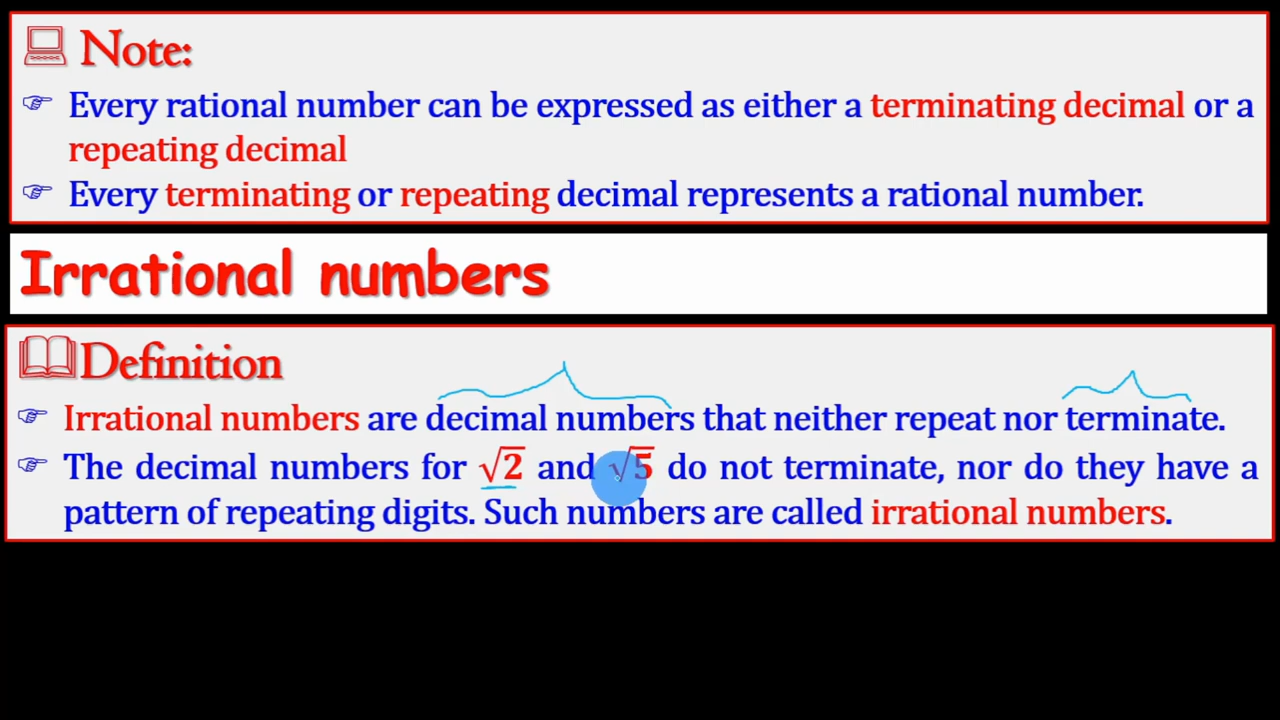 Note:
Every rational number can be expressed as either a terminating decimal or a
repeating decimal
Every terminating or repeating decimal represents a rational number.
Irrational numbers
Definition
Irrational numbers are decimal numbers that neither repeat nor terminate.
The decimal numbers for √2 and √5 do not terminate, nor do they have a
pattern of repeating digits. Such numbers are called irrational numbers.